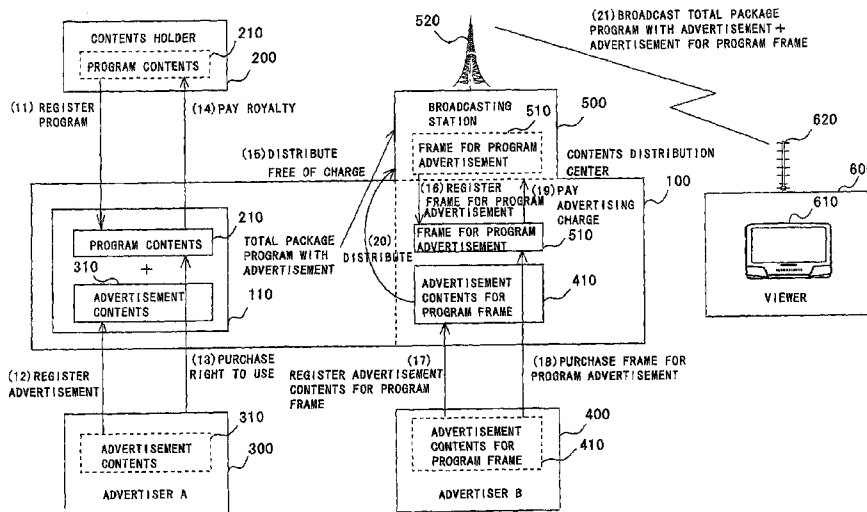 CONTENTS HOLDER
210
PROGRAM CONTENTS
200
(11) REGISTER
PROGRAM
(14) PAY ROYALTY
520
(21) BROADCAST TOTAL PACKAGE
PROGRAM WITH ADVERTISEMENT+
ADVERTISEMENT FOR PROGRAM FRAME
BROADCASTING
STATION
510
500
FRAME FOR PROGRAM
ADVERTISEMENT
(15) DISTRIBUTE
FREE OF CHARGE
CONTENTS DISTRIBUTION
CENTER
100
620
610
VIEWER
(16) REGISTER
FRAME FOR PROGRAM
ADVERTISEMENT
(19) PAY
ADVERTISING
CHARGE
210
PROGRAM CONTENTS
+
310
ADVERTISEMENT
CONTENTS
110
TOTAL PACKAGE
PROGRAM WITH
ADVERTISEMENT
(20)
DISTRIBUTE
FRAME FOR PROGRAM
ADVERTISEMENT
510
ADVERTISEMENT
CONTENTS FOR
PROGRAM FRAME
410
(12) REGISTER
ADVERTISEMENT
(13) PURCHASE
RIGHT TO USE
(17)
REGISTER ADVERTISEMENT
CONTENTS FOR PROGRAM
FRAME
(18) PURCHASE FRAME FOR
PROGRAM ADVERTISEMENT
310
300
ADVERTISEMENT
CONTENTS
ADVERTISER A
400
ADVERTISEMENT
CONTENTS FOR
PROGRAM FRAME
410
ADVERTISER B